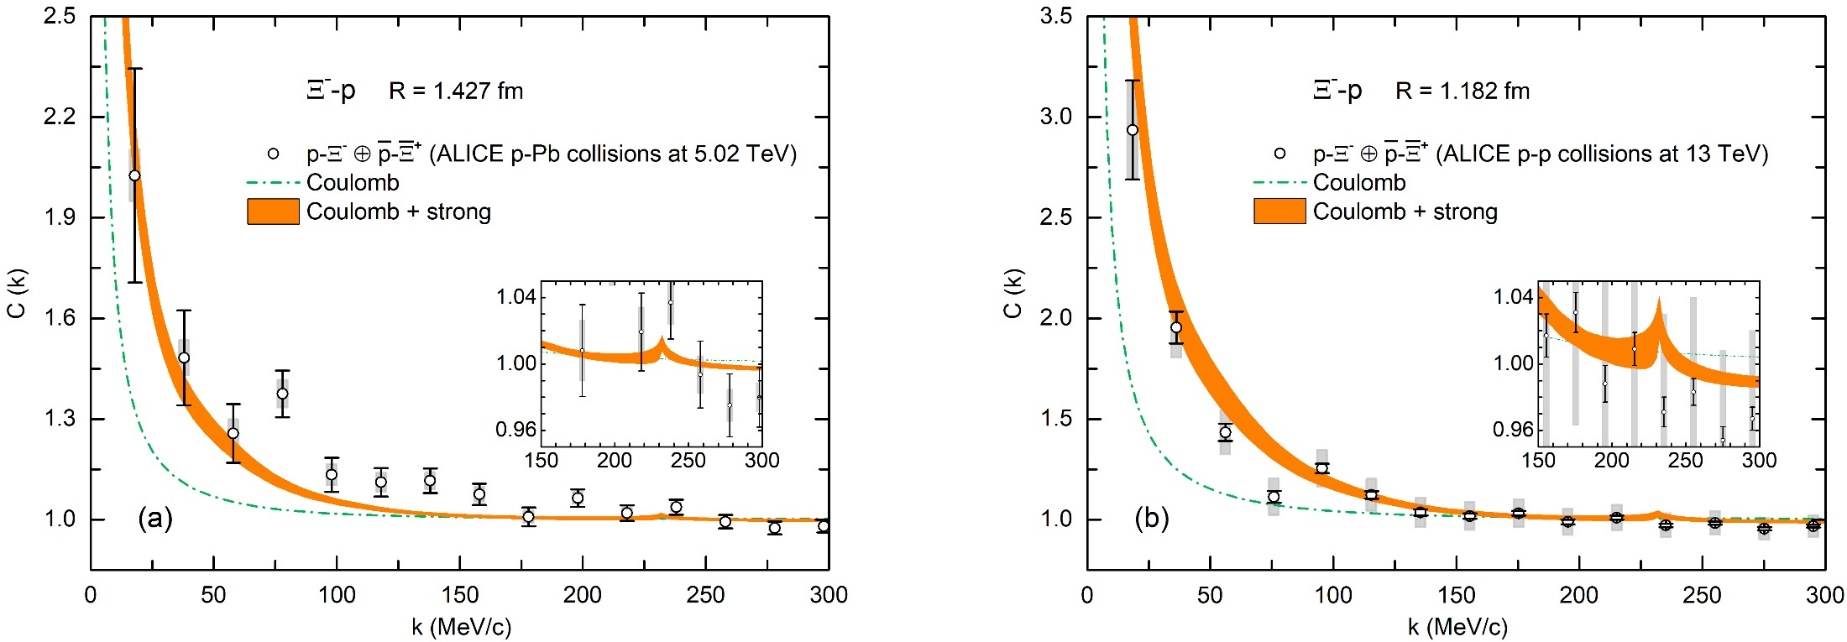 2.5
2.2
1.9
1.6
1.3
1.0
C (k)
Ξ⁻-p R = 1.427 fm
p-Ξ⁻ ⊕ p̅-Ξ̅⁺ (ALICE p-Pb collisions at 5.02 TeV)
Coulomb
Coulomb + strong
1.04
1.00
0.96
150 200 250 300
(a)
0 50 100 150 200 250 300
k (MeV/c)
3.5
3.0
2.5
2.0
1.5
1.0
C (k)
Ξ⁻-p R = 1.182 fm
p-Ξ⁻ ⊕ p̅-Ξ̅⁺ (ALICE p-p collisions at 13 TeV)
Coulomb
Coulomb + strong
1.04
1.00
0.96
150 200 250 300
(b)
0 50 100 150 200 250 300
k (MeV/c)